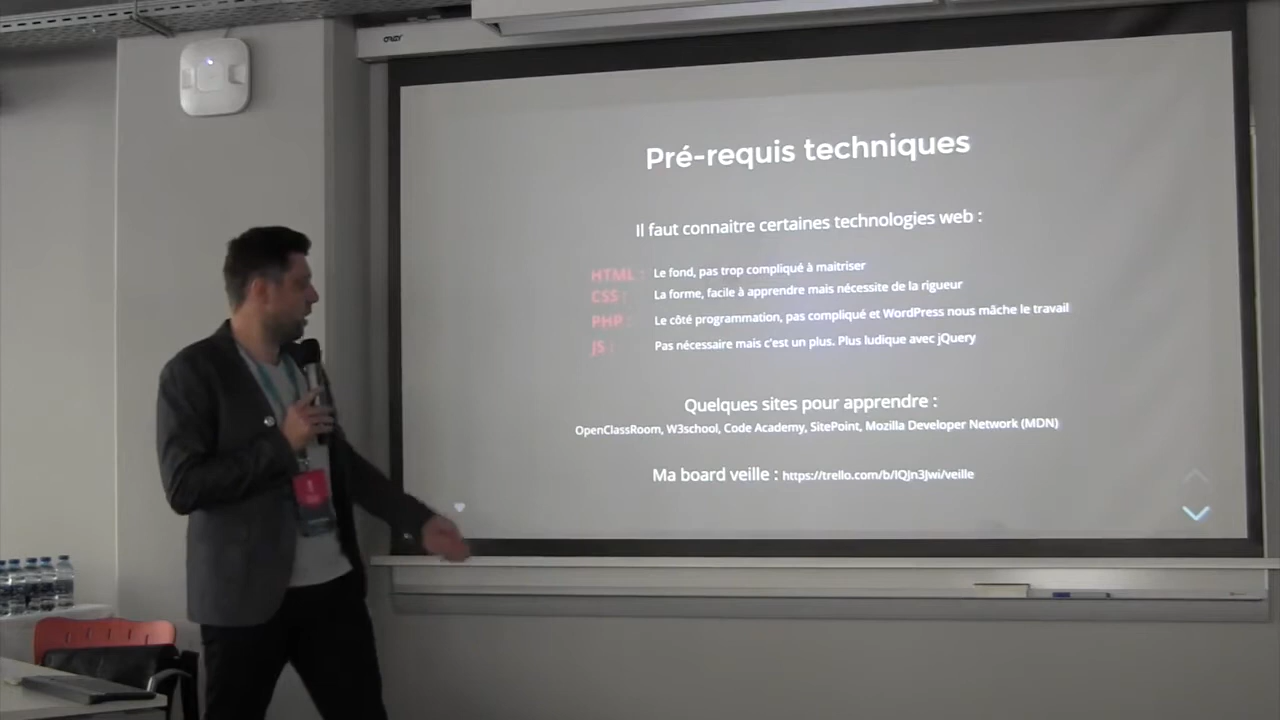 Pré-requis techniques
Il faut connaitre certaines technologies web :
HTML : Le fond, pas trop compliqué à maitriser
CSS : La forme, facile à apprendre mais nécessite de la rigueur
PHP : Le côté programmation, pas compliqué et WordPress nous mâche le travail
JS : Pas nécessaire mais c'est un plus. Plus ludique avec jQuery
Quelques sites pour apprendre :
OpenClassRoom, W3school, Code Academy, SitePoint, Mozilla Developer Network (MDN)
Ma board veille : https://trello.com/b/lQJn3Jwi/veille